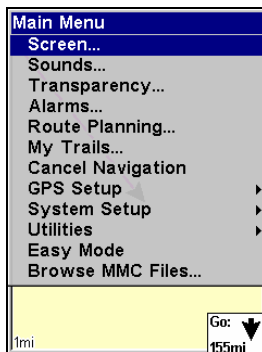 Main Menu
Screen...
Sounds...
Transparency...
Alarms...
Route Planning...
My Trails...
Cancel Navigation
GPS Setup
System Setup
Utilities
Easy Mode
Browse MMC Files...
Go:
1mi
155mi